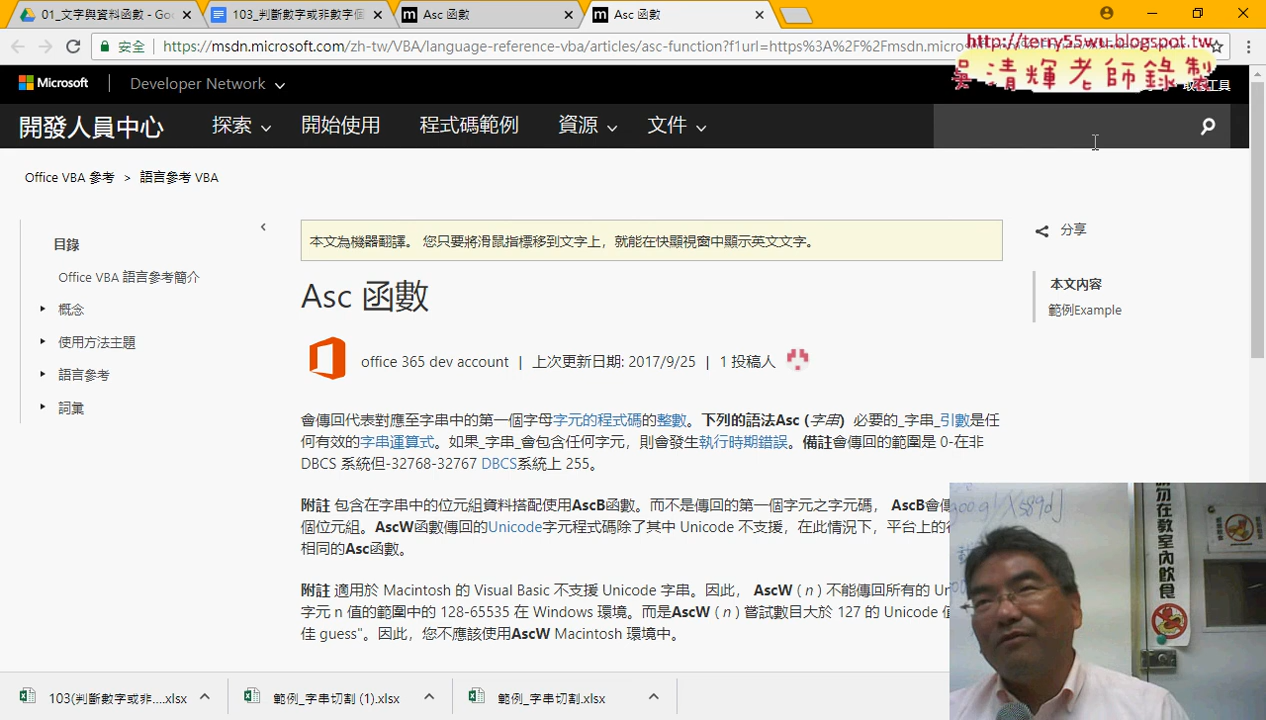 01_文字與資料函數 - Goo
103_判斷數字或非數字個
Asc 函數
Asc 函數
安全
https://msdn.microsoft.com/zh-tw/VBA/language-reference-vba/articles/asc-function?f1url=https%3A%2F%2Fmsdn.micros
http://terry55wu.blogspot.tw
吳清輝老師錄製
Microsoft
Developer Network
工具
開發人員中心
探索
開始使用
程式碼範例
資源
文件
Office VBA 參考 > 語言參考 VBA
目錄
Office VBA 語言參考簡介
概念
使用方法主題
語言參考
詞彙
本文為機器翻譯。 您只要將滑鼠指標移到文字上，就能在快顯視窗中顯示英文文字。
分享
本文內容
範例Example
Asc 函數
office 365 dev account | 上次更新日期: 2017/9/25 | 1 投稿人
會傳回代表對應至字串中的第一個字母字元的程式碼的整數。下列的語法Asc (字串) 必要的_字串_引數是任
何有效的字串運算式。如果_字串_會包含任何字元，則會發生執行時期錯誤。備註會傳回的範圍是 0-在非
DBCS 系統但-32768-32767 DBCS系統上 255。
附註 包含在字串中的位元組資料搭配使用AscB函數。而不是傳回的第一個字元之字元碼， AscB會傳
個位元組。AscW函數傳回的Unicode字元程式碼除了其中 Unicode 不支援，在此情況下，平台上的
相同的Asc函數。
附註 適用於 Macintosh 的 Visual Basic 不支援 Unicode 字串。因此， AscW (n) 不能傳回所有的 Un
字元 n 值的範圍中的 128-65535 在 Windows 環境。而是AscW (n) 嘗試數目大於 127 的 Unicode 值
佳 guess"。因此，您不應該使用AscW Macintosh 環境中。
勿在教室內飲食
103(判斷數字或非....xlsx
範例_字串切割 (1).xlsx
範例_字串切割.xlsx